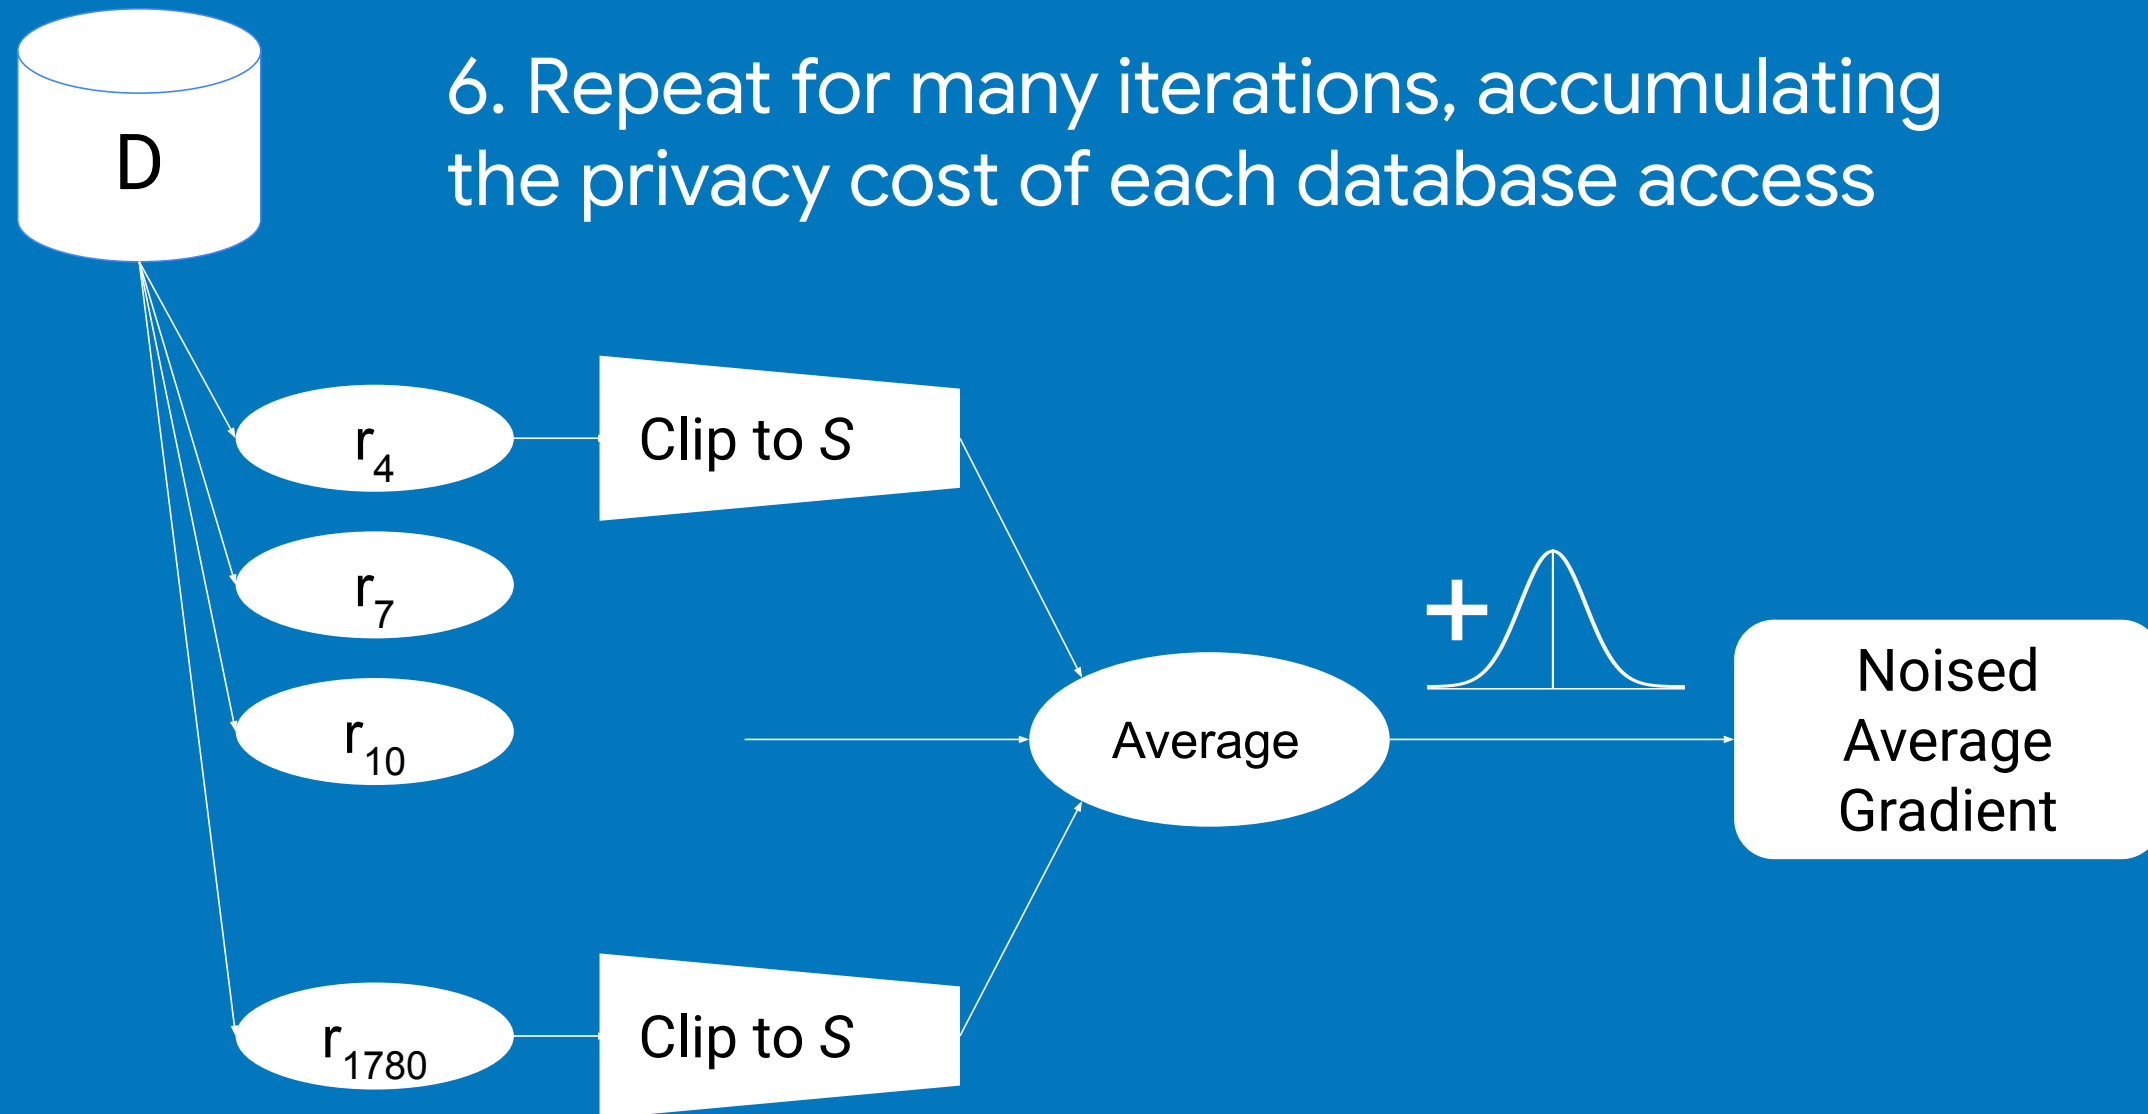 6. Repeat for many iterations, accumulating
the privacy cost of each database access
D
r4
Clip to S
r7
r10
Average
+
Noised
Average
Gradient
r1780
Clip to S